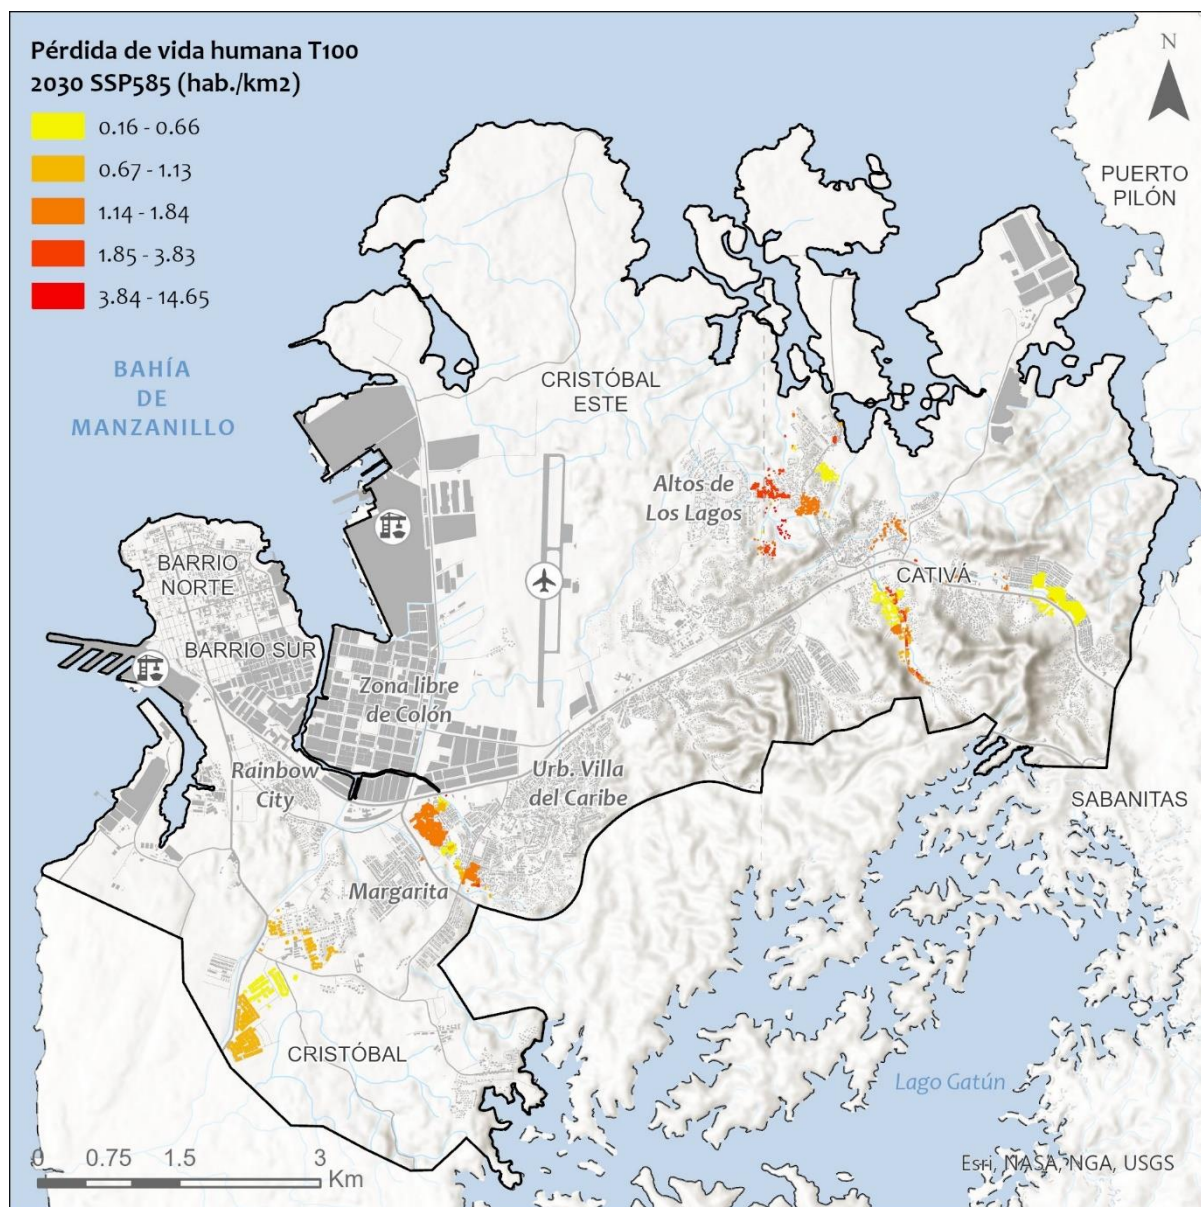 Pérdida de vida humana T100
2030 SSP585 (hab./km2)
0.16 - 0.66
0.67 - 1.13
1.14 - 1.84
1.85 - 3.83
3.84 - 14.65
N
PUERTO
PILÓN
BAHÍA
DE
MANZANILLO
CRISTÓBAL
ESTE
Altos de
Los Lagos
BARRIO
NORTE
CATIVÁ
BARRIO SUR
Zona libre
de Colón
Rainbow
City
Urb. Villa
del Caribe
SABANITAS
Margarita
CRISTÓBAL
Lago Gatún
0 0.75 1.5 3
Km
Esri, NASA, NGA, USGS